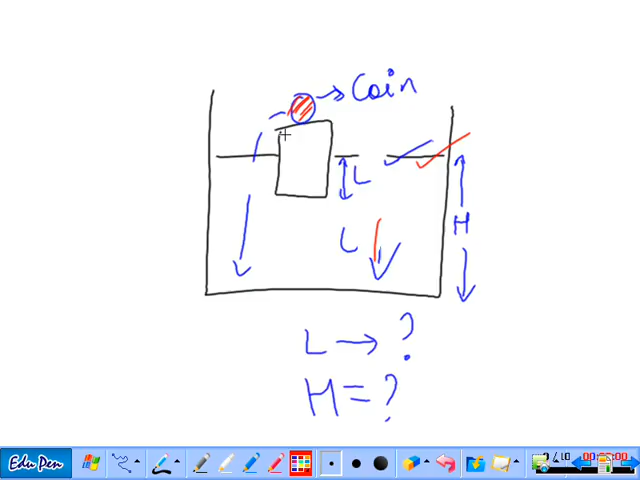 Coin
L
H
L
L → ?
H = ?
Edu Pen